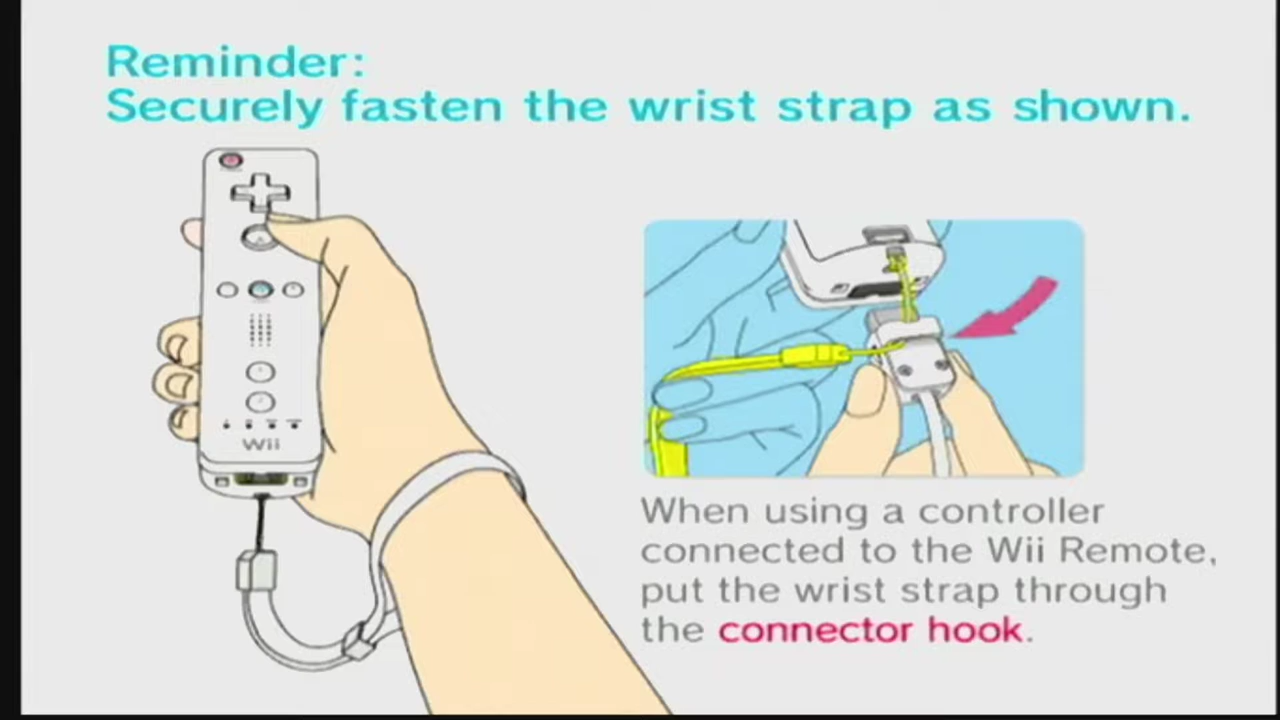 Reminder:
Securely fasten the wrist strap as shown.
Wii
When using a controller
connected to the Wii Remote,
put the wrist strap through
the connector hook.